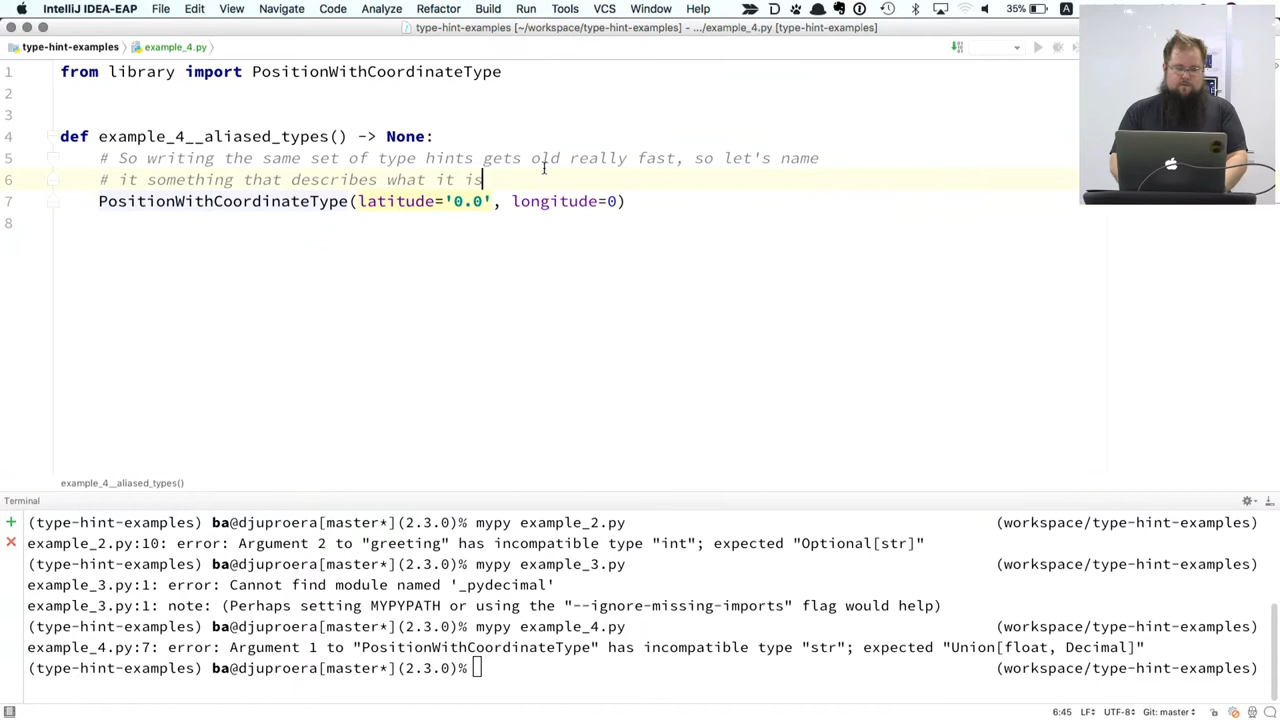 IntelliJ IDEA-EAP File Edit View Navigate Code Analyze Refactor Build Run Tools VCS Window Help 35% A
type-hint-examples [~/workspace/type-hint-examples] - .../example_4.py [type-hint-examples]
type-hint-examples example_4.py
1 from library import PositionWithCoordinateType
2
3
4 def example_4__aliased_types() -> None:
5 # So writing the same set of type hints gets old really fast, so let's name
6 # it something that describes what it is
7 PositionWithCoordinateType(latitude='0.0', longitude=0)
8
example_4__aliased_types()
Terminal
(type-hint-examples) ba@djuproera[master*](2.3.0)% mypy example_2.py (workspace/type-hint-examples)
example_2.py:10: error: Argument 2 to "greeting" has incompatible type "int"; expected "Optional[str]"
(type-hint-examples) ba@djuproera[master*](2.3.0)% mypy example_3.py (workspace/type-hint-examples)
example_3.py:1: error: Cannot find module named '_pydecimal'
example_3.py:1: note: (Perhaps setting MYPYPATH or using the "--ignore-missing-imports" flag would help)
(type-hint-examples) ba@djuproera[master*](2.3.0)% mypy example_4.py (workspace/type-hint-examples)
example_4.py:7: error: Argument 1 to "PositionWithCoordinateType" has incompatible type "str"; expected "Union[float, Decimal]"
(type-hint-examples) ba@djuproera[master*](2.3.0)% (workspace/type-hint-examples)
6:45 LF UTF-8 Git: master